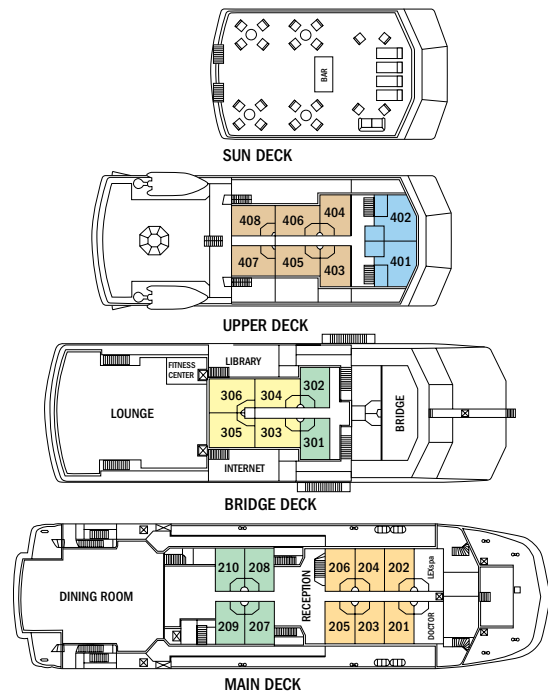 BAR
SUN DECK
408 406 404 402
407 405 403 401
UPPER DECK
LIBRARY
FITNESS
CENTER
306 304 302
LOUNGE
BRIDGE
305 303 301
INTERNET
BRIDGE DECK
210 208 206 204 202 LEXspa
DINING ROOM
RECEPTION
209 207 205 203 201 DOCTOR
MAIN DECK